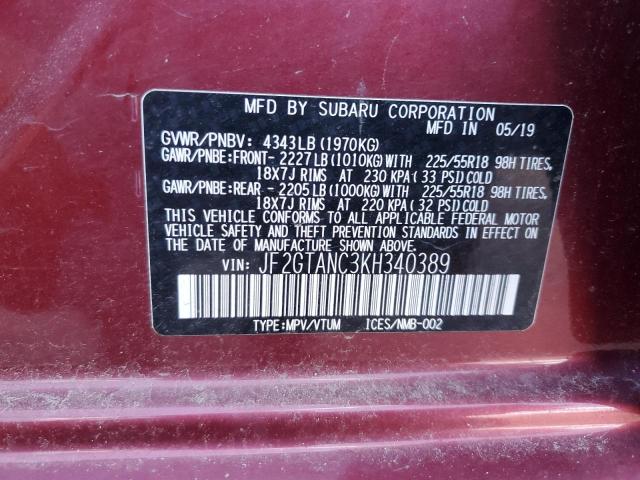 MFD BY SUBARU CORPORATION
MFD IN 05/19
GVWR/PNBV: 4343LB(1970KG)
GAWR/PNBE:FRONT- 2227LB(1010KG)WITH 225/55R18 98H TIRES,
18X7J RIMS AT 230 KPA(33 PSI)COLD
GAWR/PNBE:REAR - 2205LB(1000KG)WITH 225/55R18 98H TIRES,
18X7J RIMS AT 220 KPA(32 PSI)COLD
THIS VEHICLE CONFORMS TO ALL APPLICABLE FEDERAL MOTOR
VEHICLE SAFETY AND THEFT PREVENTION STANDARDS IN EFFECT
ON THE DATE OF MANUFACTURE SHOWN ABOVE.
VIN: JF2GTANC3KH340389
TYPE:MPV/VTUM ICES/NMB-002